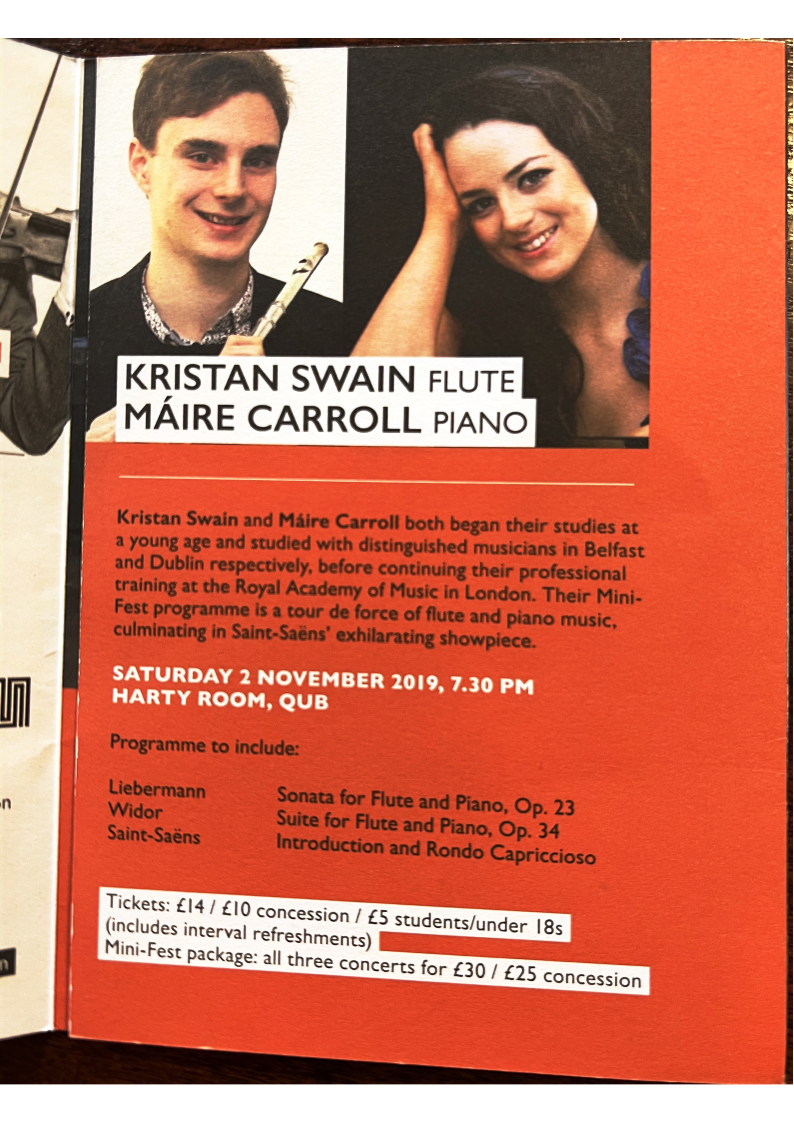 KRISTAN SWAIN FLUTE
MÁIRE CARROLL PIANO
Kristan Swain and Máire Carroll both began their studies at
a young age and studied with distinguished musicians in Belfast
and Dublin respectively, before continuing their professional
training at the Royal Academy of Music in London. Their Mini-
Fest programme is a tour de force of flute and piano music,
culminating in Saint-Saëns’ exhilarating showpiece.
SATURDAY 2 NOVEMBER 2019, 7.30 PM
HARTY ROOM, QUB
Programme to include:
Liebermann Sonata for Flute and Piano, Op. 23
Widor Suite for Flute and Piano, Op. 34
Saint-Saëns Introduction and Rondo Capriccioso
Tickets: £14 / £10 concession / £5 students/under 18s
(includes interval refreshments)
Mini-Fest package: all three concerts for £30 / £25 concession